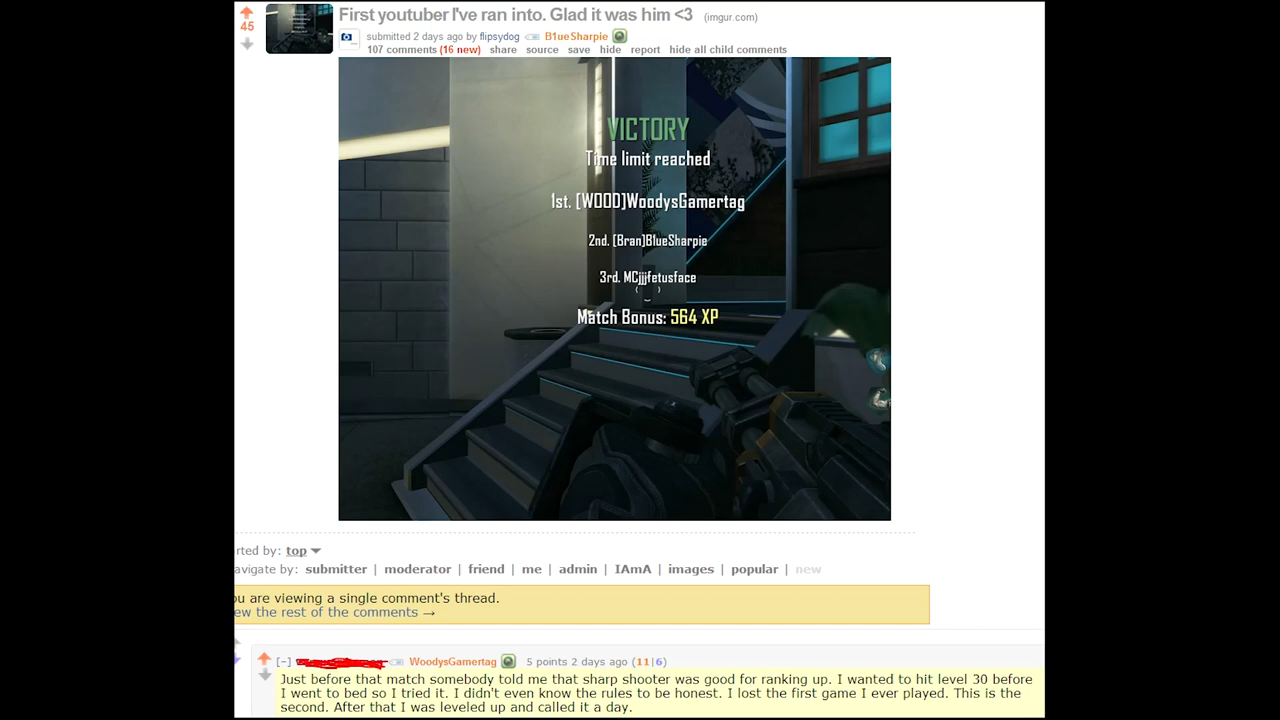 45
First youtuber I've ran into. Glad it was him <3 (imgur.com)
submitted 2 days ago by flipsydog B1ueSharpie
107 comments (16 new) share source save hide report hide all child comments
VICTORY
Time limit reached
1st. [WOOD]WoodysGamertag
2nd. [Bran]B1ueSharpie
3rd. MCjjjfetusface
Match Bonus: 564 XP
rted by: top
avigate by: submitter | moderator | friend | me | admin | IAmA | images | popular | new
ou are viewing a single comment's thread.
ew the rest of the comments →
[–] WoodysGamertag 5 points 2 days ago (11|6)
Just before that match somebody told me that sharp shooter was good for ranking up. I wanted to hit level 30 before
I went to bed so I tried it. I didn't even know the rules to be honest. I lost the first game I ever played. This is the
second. After that I was leveled up and called it a day.